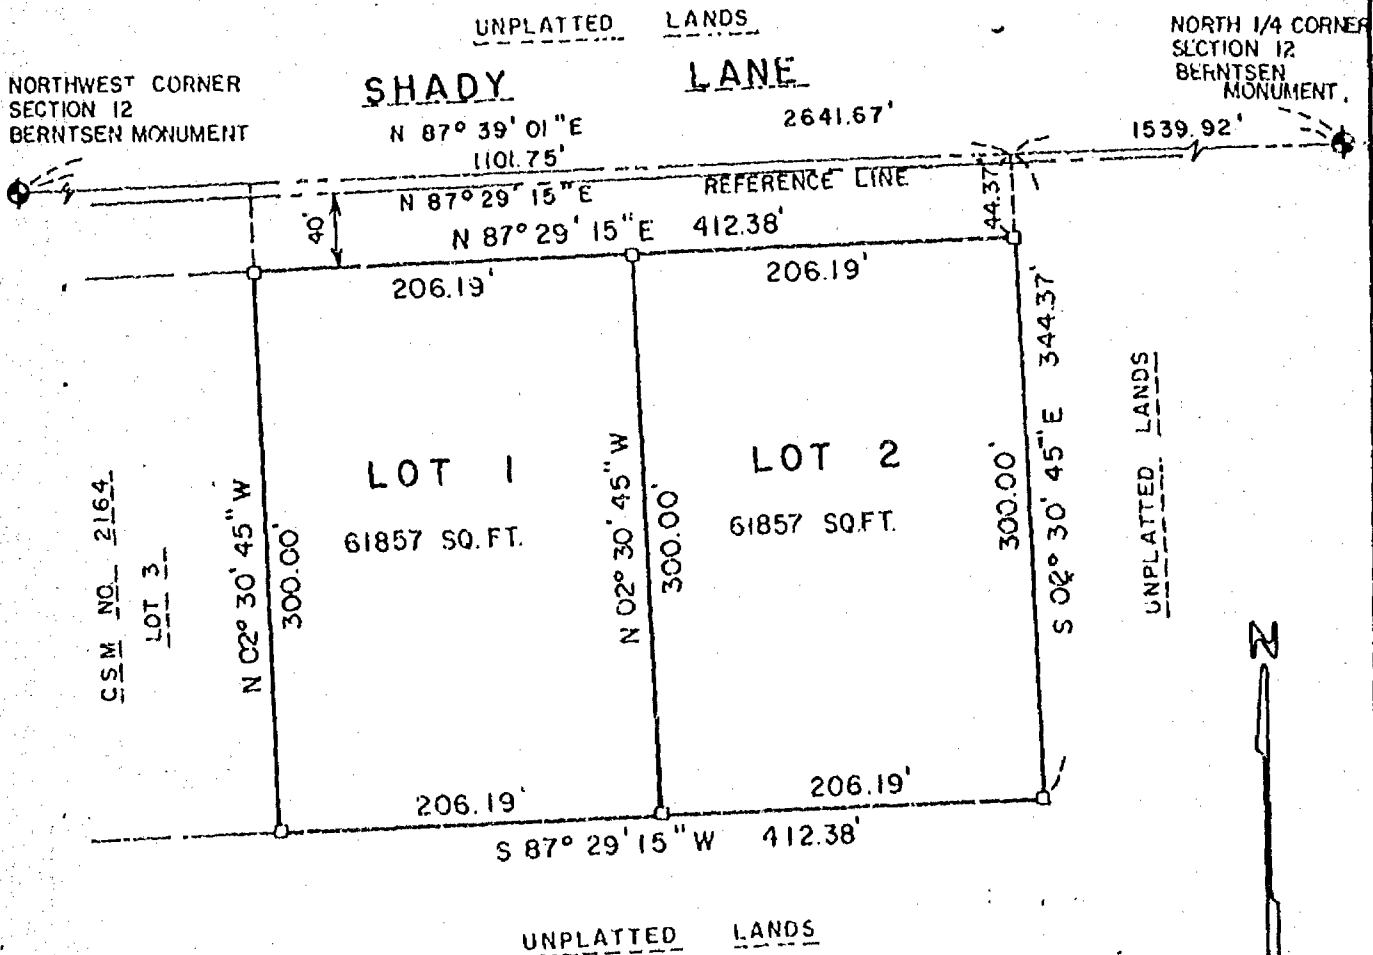 UNPLATTED LANDS
NORTH 1/4 CORNER
SECTION 12
BERNTSEN
MONUMENT
NORTHWEST CORNER
SECTION 12
BERNTSEN MONUMENT
SHADY LANE
N 87° 39' 01" E 2641.67'
1101.75'
1539.92'
N 87° 29' 15" E REFERENCE LINE
40'
44.37'
N 87° 29' 15" E 412.38'
206.19'
206.19'
LOT 1
61857 SQ. FT.
LOT 2
61857 SQ.FT.
CSM NO. 2164
LOT 3
N 02° 30' 45" W
300.00'
N 02° 30' 45" W
300.00'
300.00'
S 02° 30' 45" E 344.37'
UNPLATTED LANDS
N
206.19'
206.19'
S 87° 29' 15" W 412.38'
UNPLATTED LANDS